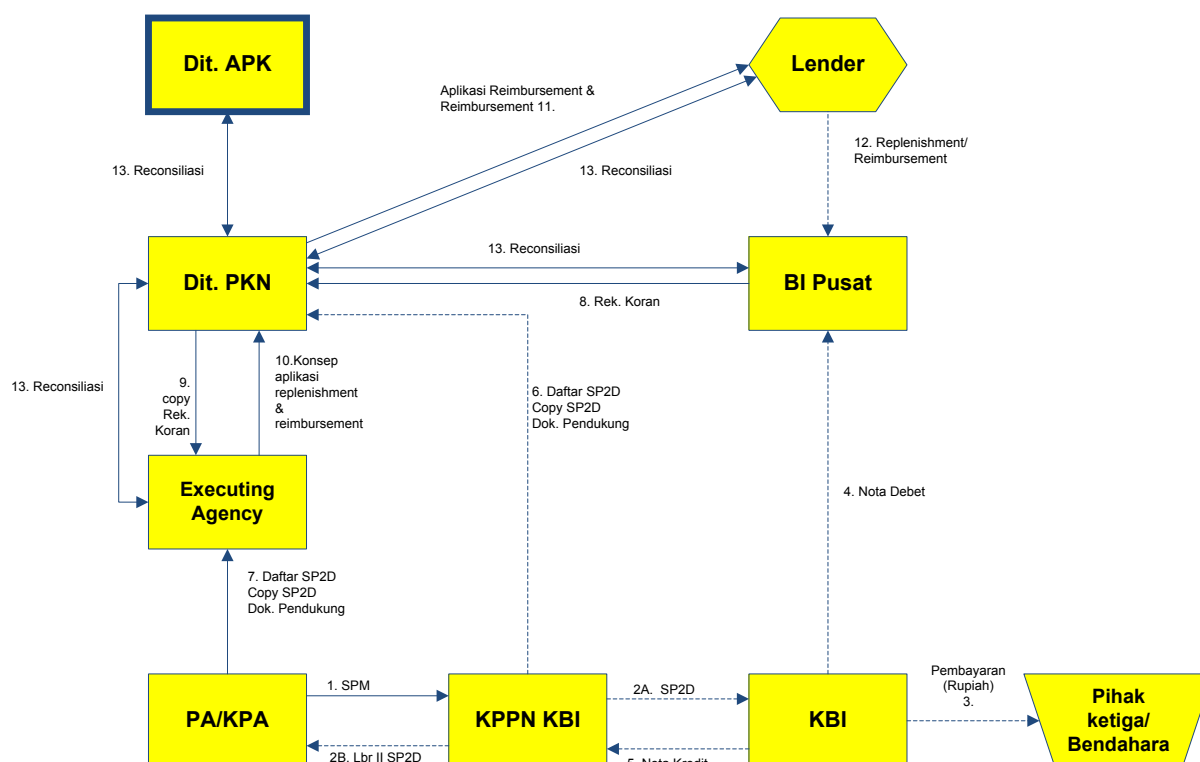 Dit. APK
Lender
Aplikasi Reimbursement &
Reimbursement 11.
12. Replenishment/
Reimbursement
13. Reconsiliasi
13. Reconsiliasi
13. Reconsiliasi
Dit. PKN
BI Pusat
8. Rek. Koran
13. Reconsiliasi
9.
copy
Rek.
Koran
10.Konsep
aplikasi
replenishment
&
reimbursement
6. Daftar SP2D
Copy SP2D
Dok. Pendukung
Executing
Agency
4. Nota Debet
7. Daftar SP2D
Copy SP2D
Dok. Pendukung
1. SPM
2A. SP2D
Pembayaran
(Rupiah)
3.
PA/KPA
KPPN KBI
KBI
Pihak
ketiga/
Bendahara
2B. Lbr II SP2D
5. Nota Kredit